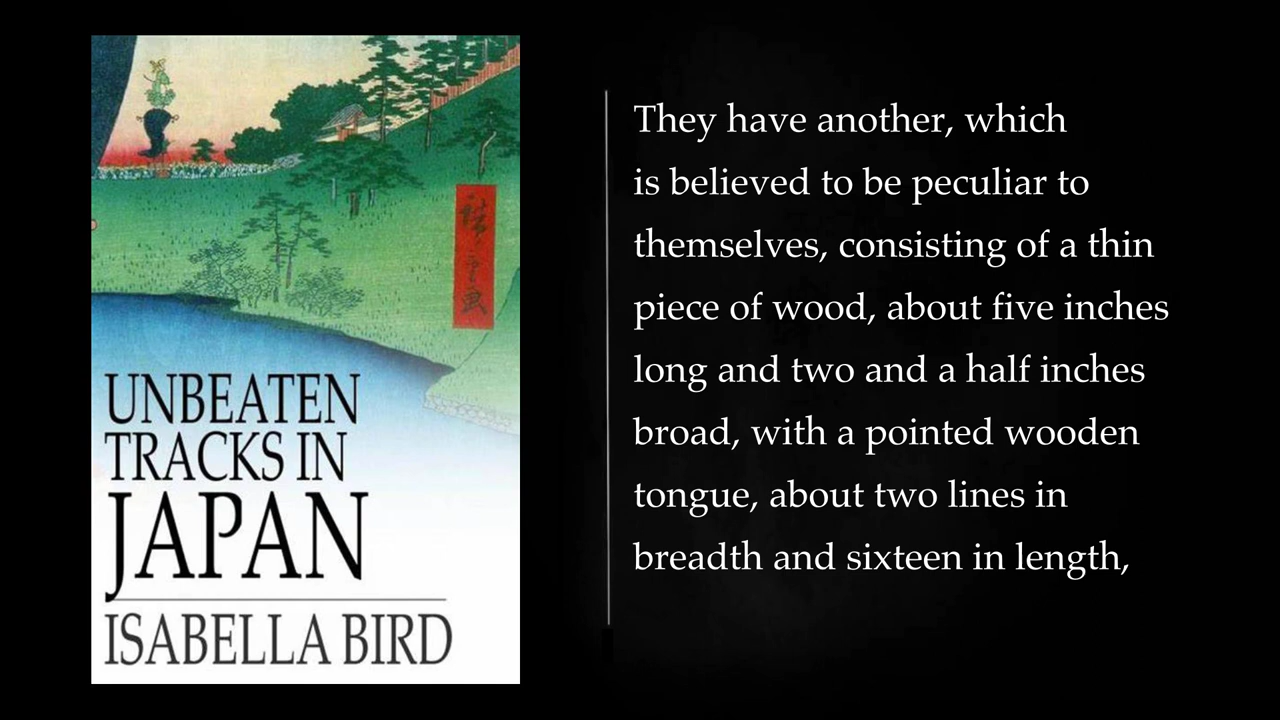 UNBEATEN
TRACKS IN
JAPAN
ISABELLA BIRD
They have another, which
is believed to be peculiar to
themselves, consisting of a thin
piece of wood, about five inches
long and two and a half inches
broad, with a pointed wooden
tongue, about two lines in
breadth and sixteen in length,